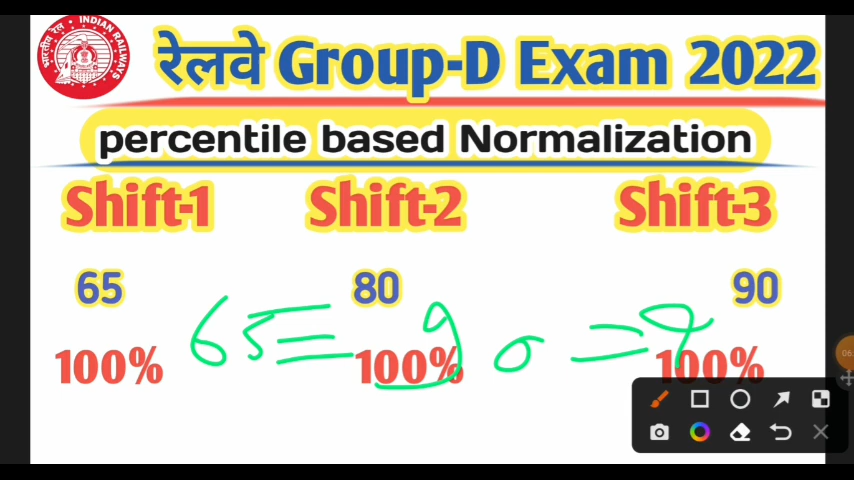 भारतीय रेल INDIAN RAILWAYS
रेलवे Group-D Exam 2022
percentile based Normalization
Shift-1 Shift-2 Shift-3
65 80 90
65 = 90 =
100% 100% 100%